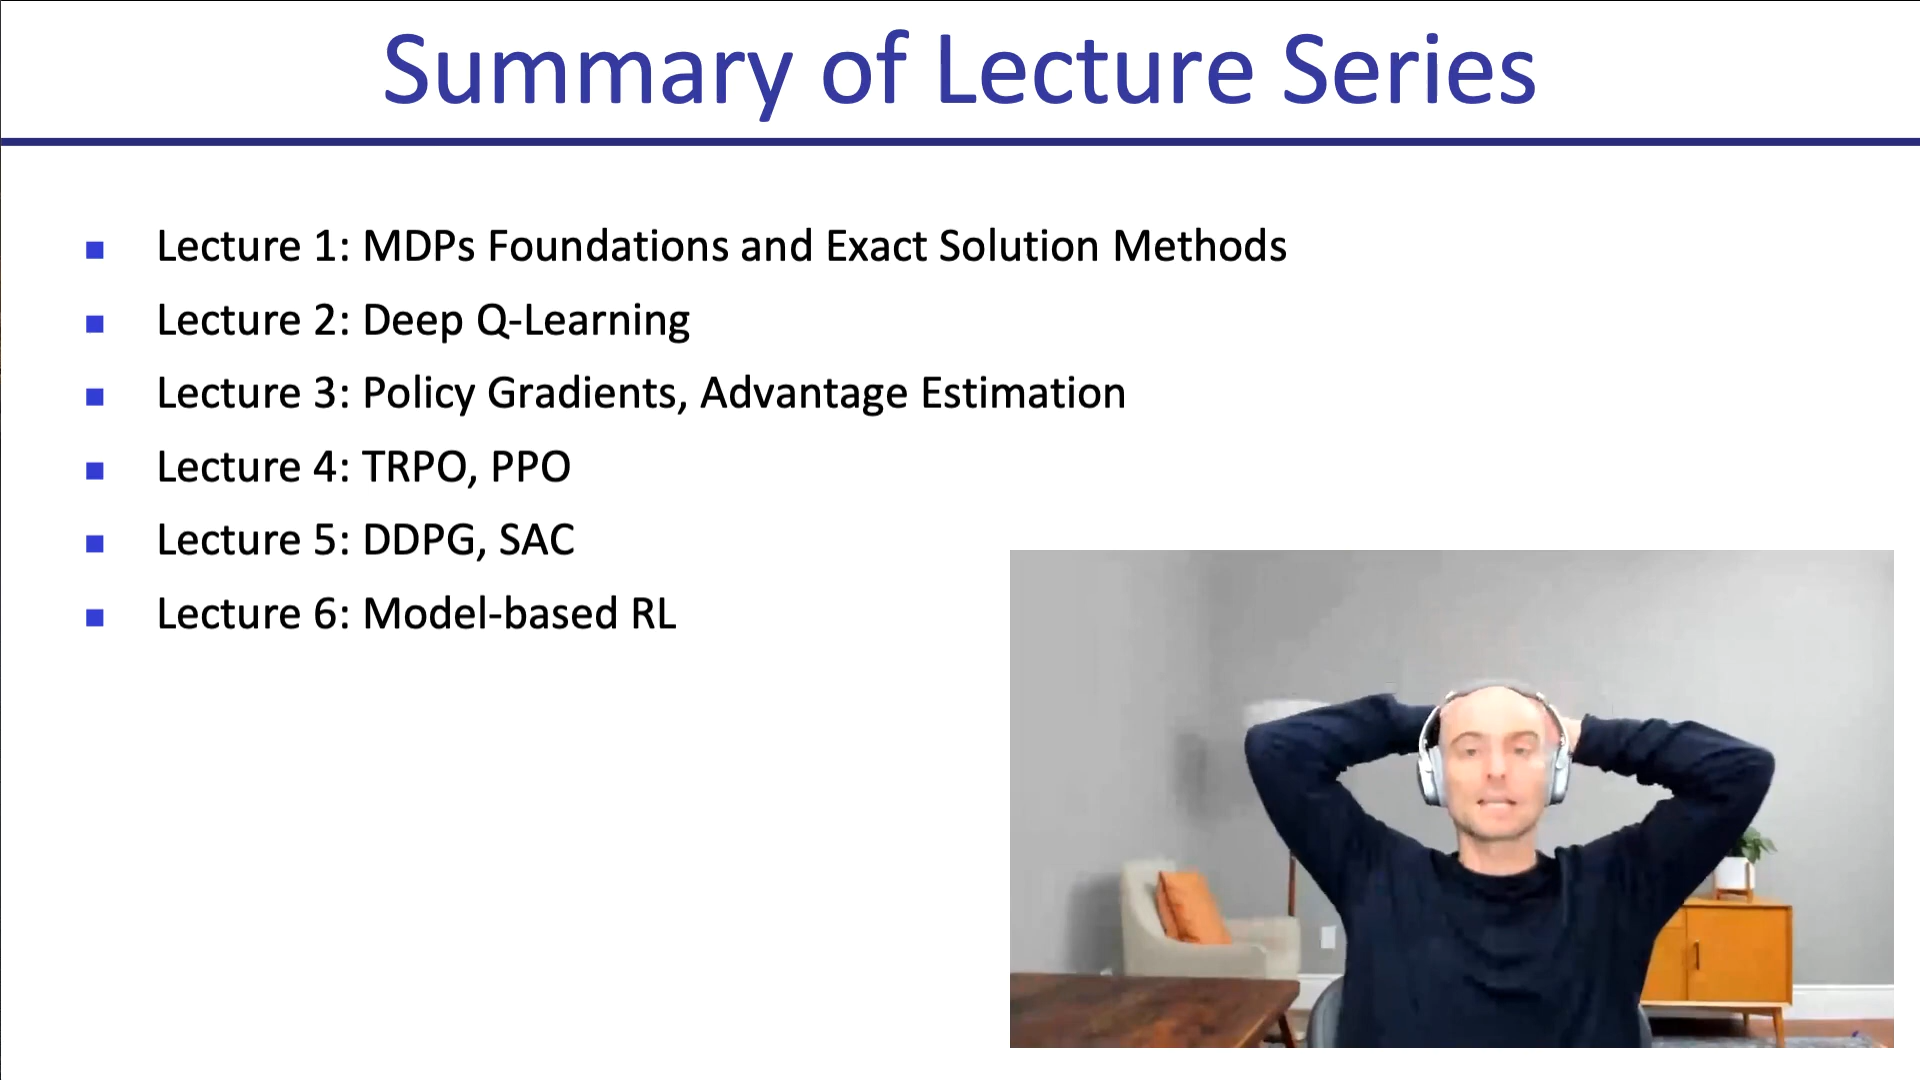 Summary of Lecture Series
Lecture 1: MDPs Foundations and Exact Solution Methods
Lecture 2: Deep Q-Learning
Lecture 3: Policy Gradients, Advantage Estimation
Lecture 4: TRPO, PPO
Lecture 5: DDPG, SAC
Lecture 6: Model-based RL